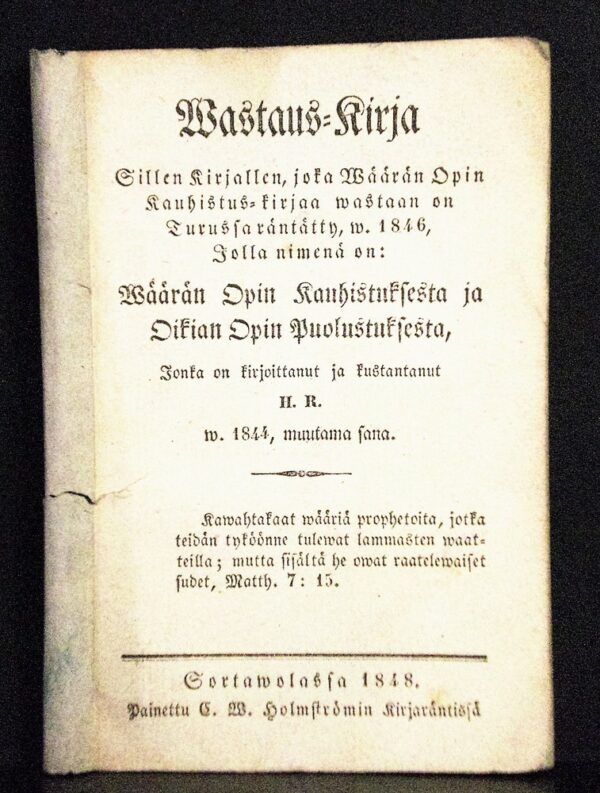 Wastaus-Kirja
Sillen Kirjallen, joka Wäärän Opin
Kauhistus-kirjaa wastaan on
Turussa räntätty, w. 1846,
Jolla nimenä on:
Wäärän Opin Kauhistuksesta ja
Oikian Opin Puolustuksesta,
Jonka on kirjoittanut ja kustantanut
H. R.
w. 1844, muutama sana.
Kawahtakaat wääriä prophetoita, jotka
teidän tyköönne tulewat lammasten waat-
teilla; mutta sisältä he owat raatelewaiset
sudet, Matth. 7: 15.
Sortawolassa 1848.
Painettu C. W. Holmströmin Kirjaräntissä